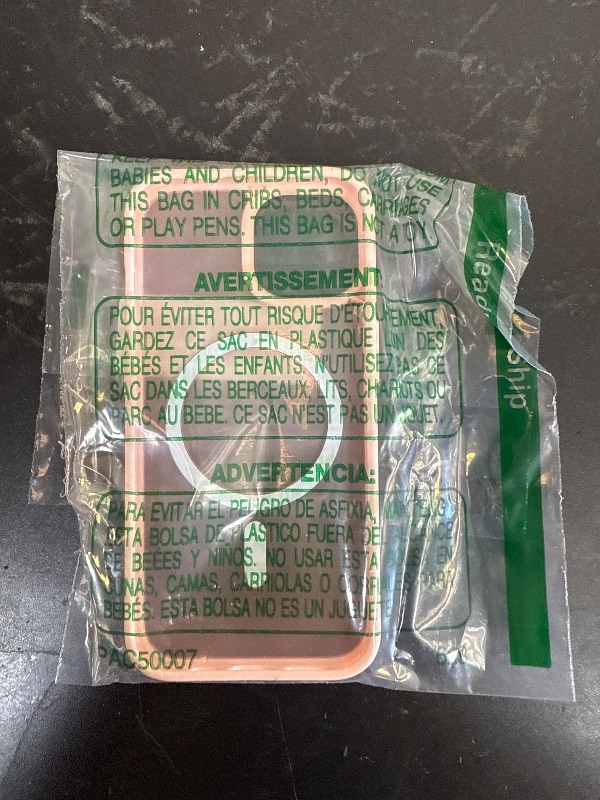 BABIES AND CHILDREN, DO NOT USE
THIS BAG IN CRIBS, BEDS, CARRIAGES
OR PLAY PENS. THIS BAG IS NOT A
AVERTISSEMENT
POUR ÉVITER TOUT RISQUE D'ÉTOUFFEMENT,
GARDEZ CE SAC EN PLASTIQUE LOIN DES
BEBÉS ET LES ENFANTS. N'UTILISEZ PAS CE
SAC DANS LES BERCEAUX, LITS, CHARIOTS OU
PARC AU BEBE. CE SAC N'EST PAS UN JOUET.
ADVERTENCIA:
PARA EVITAR EL PELIGRO DE ASFIXIA,
ESTA BOLSA DE PLASTICO FUERA DEL ALCANCE
DE BEBÉS Y NINOS. NO USAR ESTA EN
CUNAS, CAMAS, CARRIOLAS O CORRALES PARA
BEBÉS. ESTA BOLSA NO ES UN JUGUETE
PAC50007
Ship